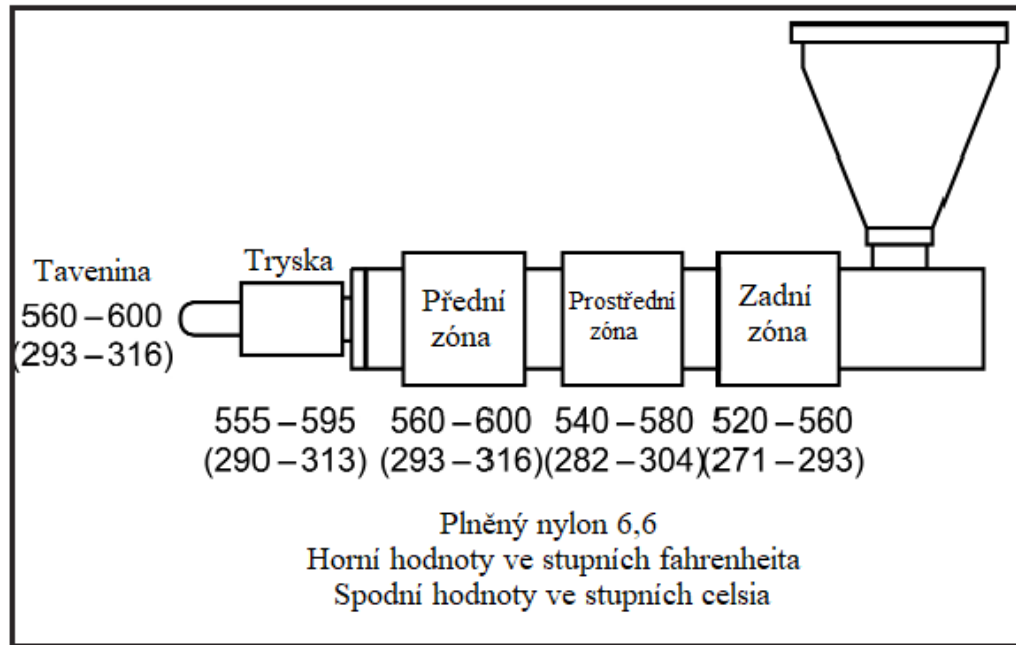 Tavenina
560 – 600
(293 – 316)
Tryska
Přední
zóna
Prostřední
zóna
Zadní
zóna
555 – 595
(290 – 313)
560 – 600
(293 – 316)
540 – 580
(282 – 304)
520 – 560
(271 – 293)
Plněný nylon 6,6
Horní hodnoty ve stupních fahrenheita
Spodní hodnoty ve stupních celsia